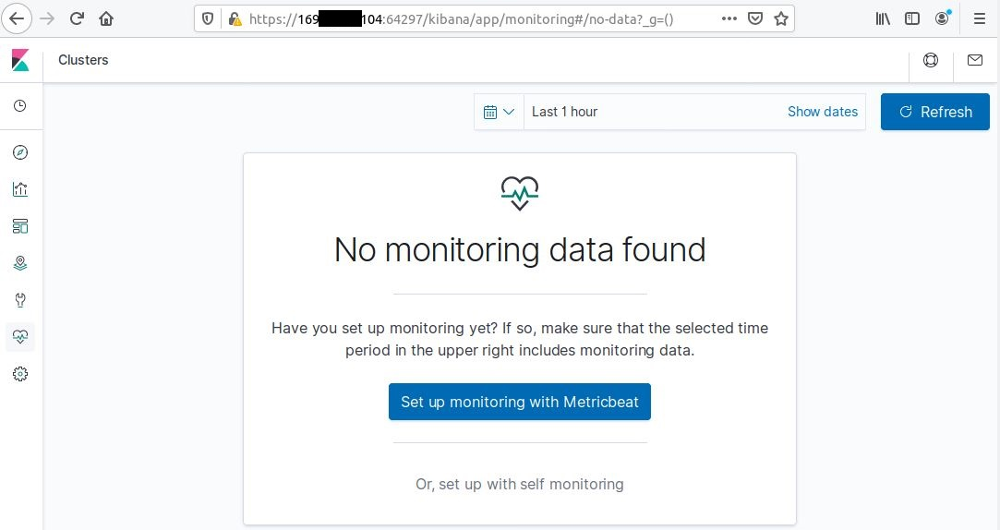 https://169 104:64297/kibana/app/monitoring#/no-data?_g=()
Clusters
Last 1 hour
Show dates
Refresh
No monitoring data found
Have you set up monitoring yet? If so, make sure that the selected time
period in the upper right includes monitoring data.
Set up monitoring with Metricbeat
Or, set up with self monitoring